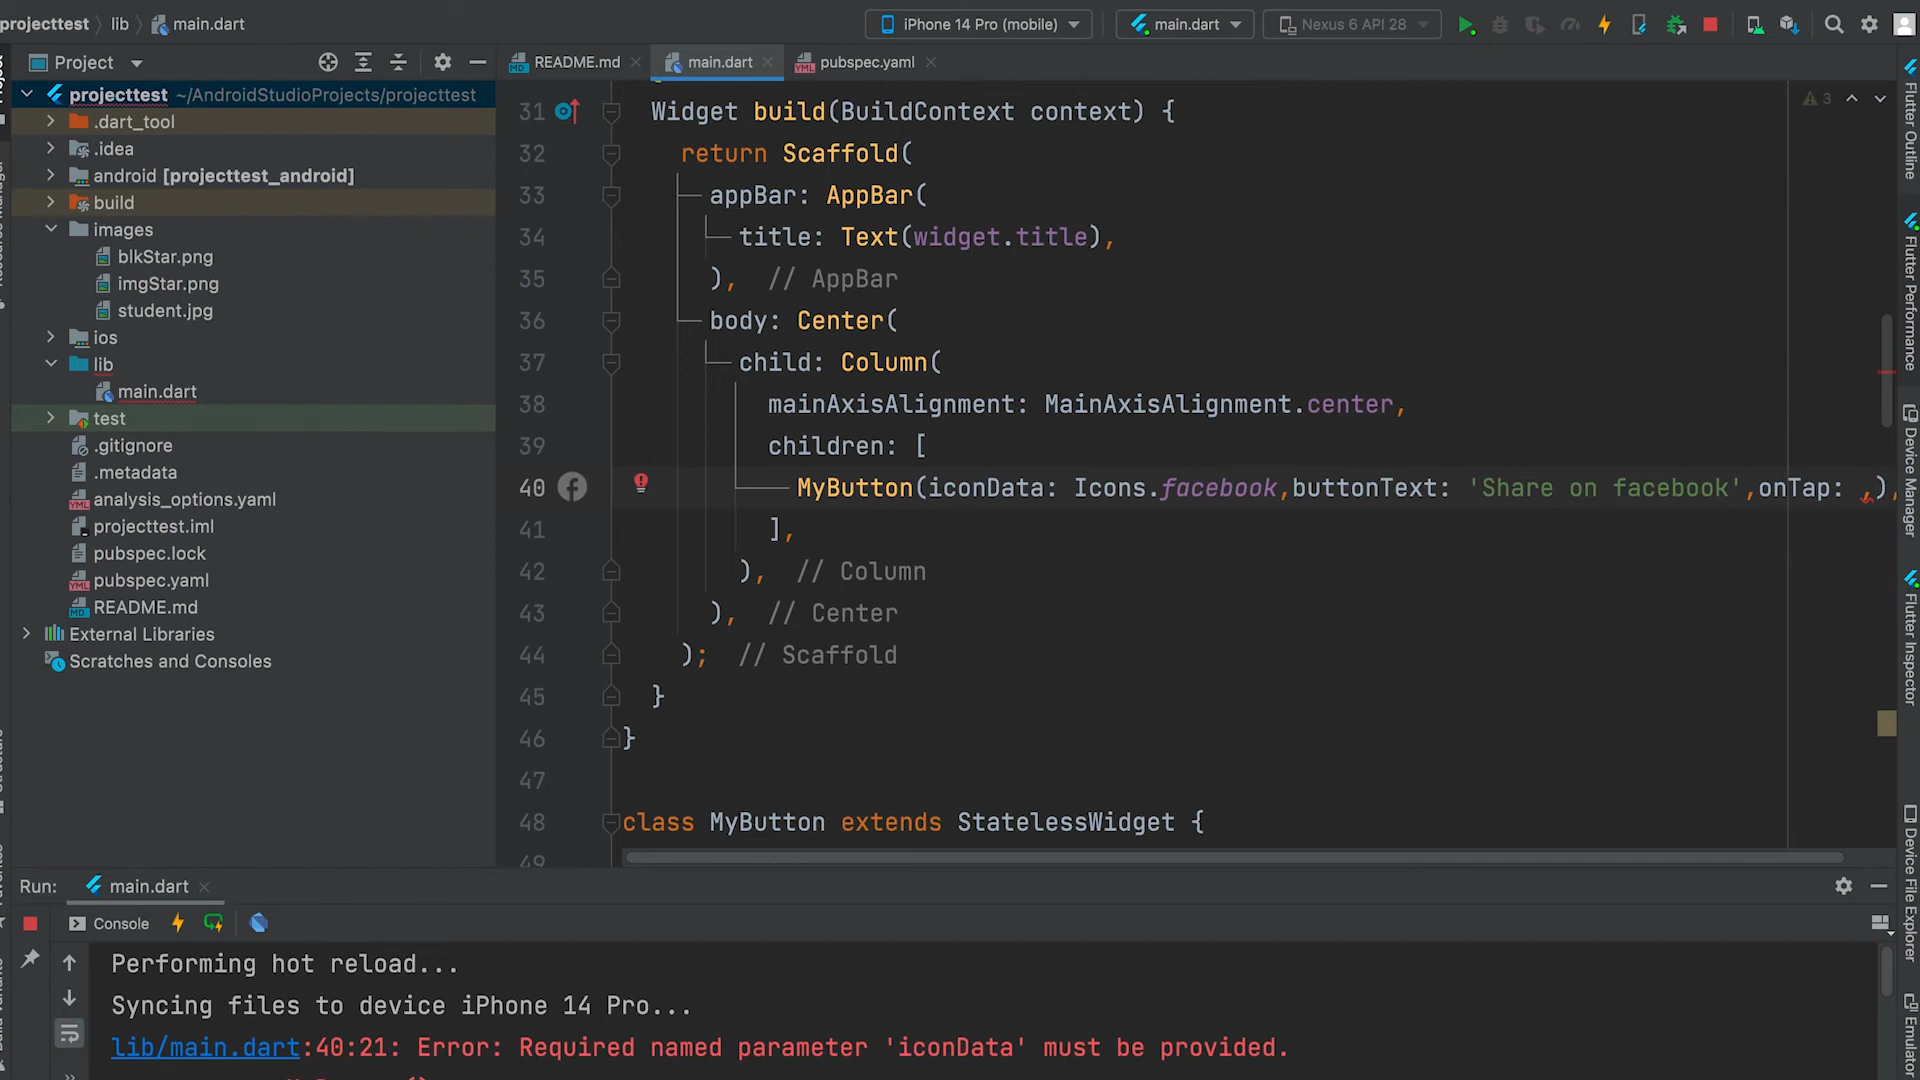 projecttest lib main.dart
iPhone 14 Pro (mobile) main.dart Nexus 6 API 28
Project
README.md main.dart pubspec.yaml
projecttest ~/AndroidStudioProjects/projecttest
.dart_tool
.idea
android [projecttest_android]
build
images
blkStar.png
imgStar.png
student.jpg
ios
lib
main.dart
test
.gitignore
.metadata
analysis_options.yaml
projecttest.iml
pubspec.lock
pubspec.yaml
README.md
External Libraries
Scratches and Consoles
3
31 Widget build(BuildContext context) {
32 return Scaffold(
33 appBar: AppBar(
34 title: Text(widget.title),
35 ), // AppBar
36 body: Center(
37 child: Column(
38 mainAxisAlignment: MainAxisAlignment.center,
39 children: [
40 MyButton(iconData: Icons.facebook,buttonText: 'Share on facebook',onTap: ,),
41 ],
42 ), // Column
43 ), // Center
44 ); // Scaffold
45 }
46 }
47
48 class MyButton extends StatelessWidget {
49
Flutter Outline
Flutter Performance
Device Manager
Flutter Inspector
Device File Explorer
Emulator
Run: main.dart
Console
Performing hot reload...
Syncing files to device iPhone 14 Pro...
lib/main.dart:40:21: Error: Required named parameter 'iconData' must be provided.